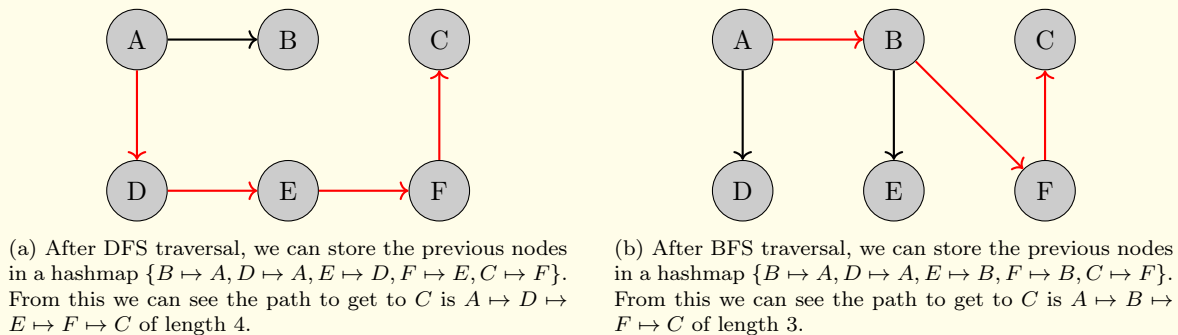 A B C
D E F
(a) After DFS traversal, we can store the previous nodes
in a hashmap {B ↦ A, D ↦ A, E ↦ D, F ↦ E, C ↦ F}.
From this we can see the path to get to C is A ↦ D ↦
E ↦ F ↦ C of length 4.
A B C
D E F
(b) After BFS traversal, we can store the previous nodes
in a hashmap {B ↦ A, D ↦ A, E ↦ B, F ↦ B, C ↦ F}.
From this we can see the path to get to C is A ↦ B ↦
F ↦ C of length 3.